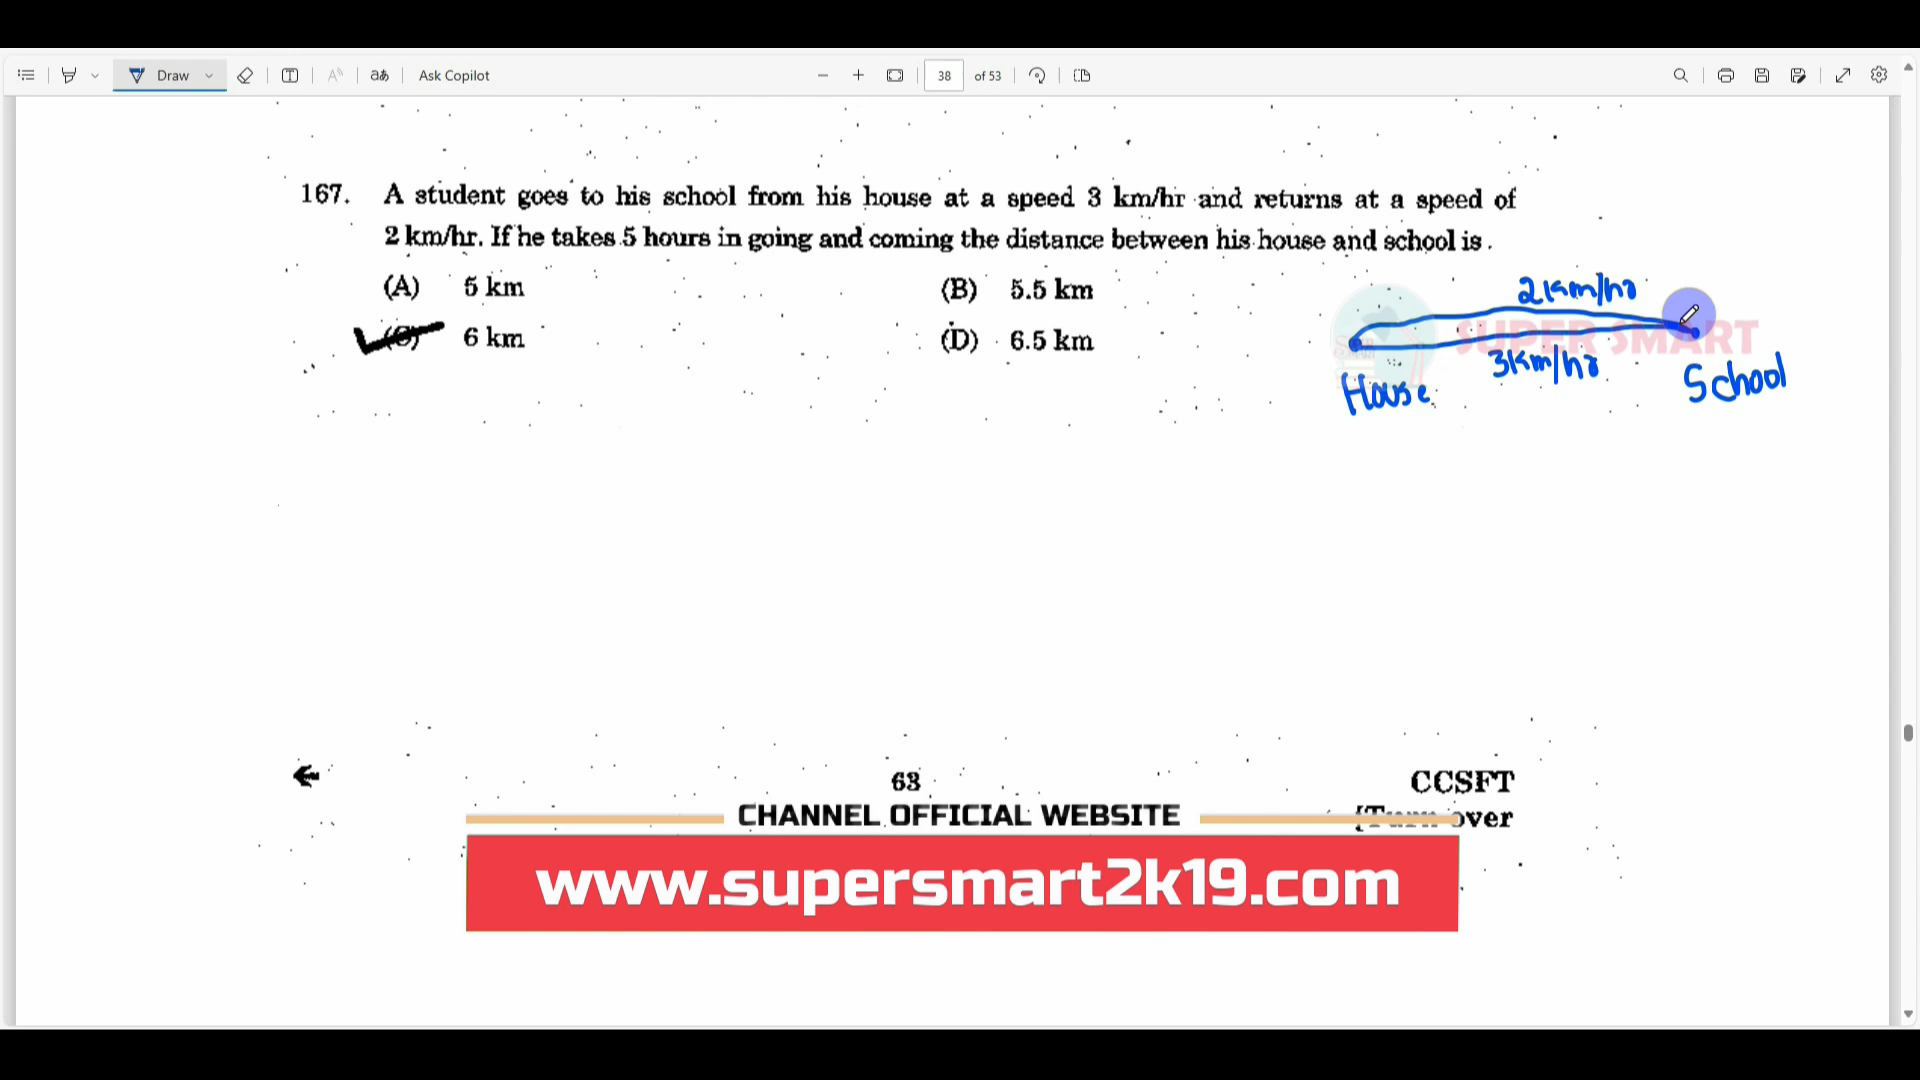 Draw
Ask Copilot
38 of 53
167. A student goes to his school from his house at a speed 3 km/hr and returns at a speed of
2 km/hr. If he takes 5 hours in going and coming the distance between his house and school is .
(A) 5 km
(B) 5.5 km
(C) 6 km
(D) 6.5 km
2km/hr
SUPER SMART
3km/hr
House
School
63
CCSFT
[Turn over
CHANNEL OFFICIAL WEBSITE
www.supersmart2k19.com